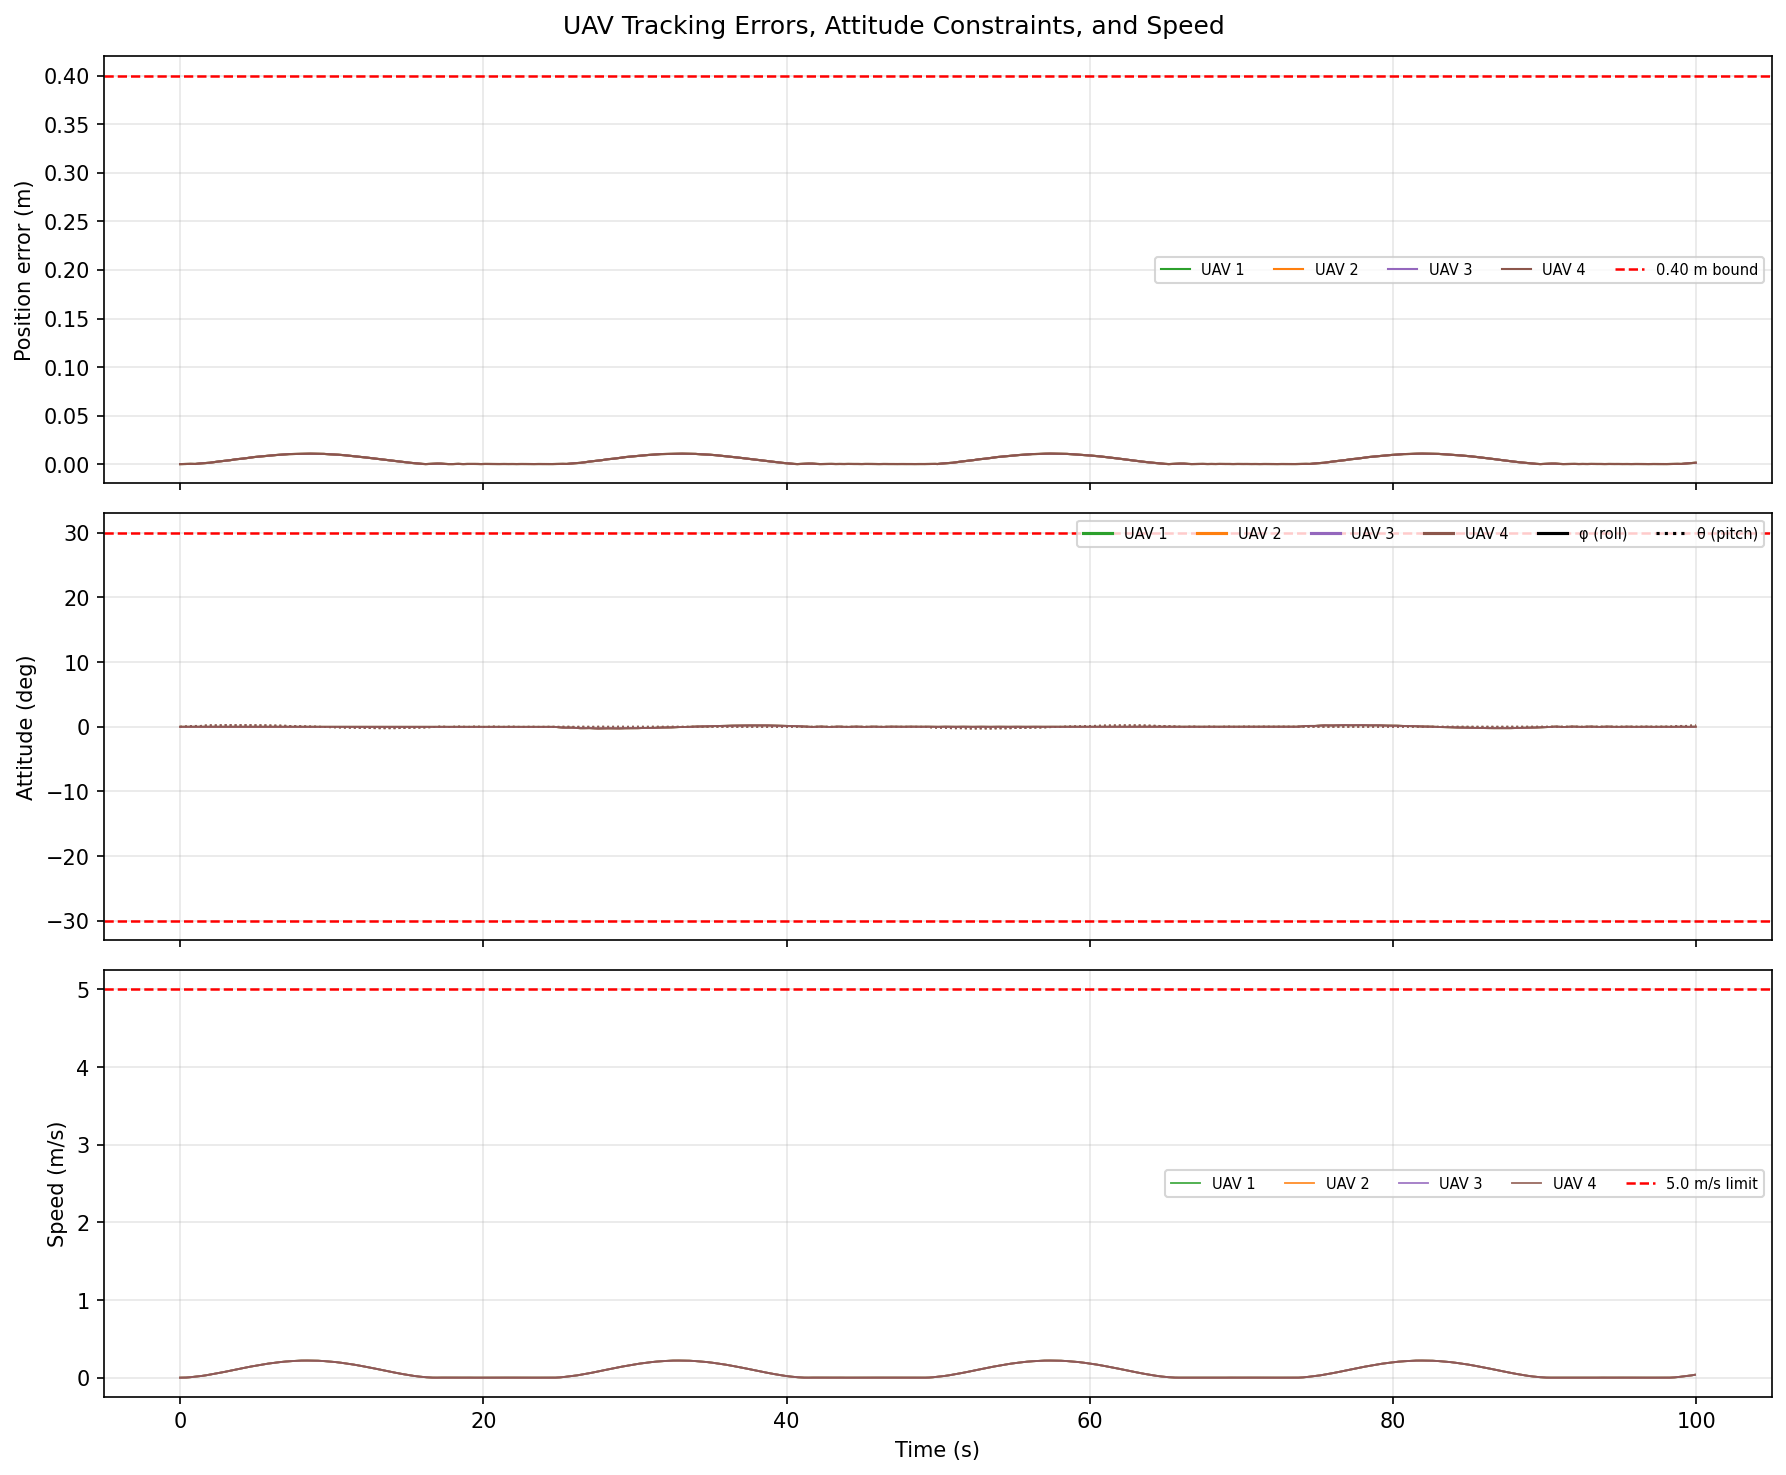 UAV Tracking Errors, Attitude Constraints, and Speed
Position error (m)
0.40
0.35
0.30
0.25
0.20
0.15
0.10
0.05
0.00
UAV 1 UAV 2 UAV 3 UAV 4 0.40 m bound
Attitude (deg)
30
20
10
0
−10
−20
−30
UAV 1 UAV 2 UAV 3 UAV 4 φ (roll) θ (pitch)
Speed (m/s)
5
4
3
2
1
0
UAV 1 UAV 2 UAV 3 UAV 4 5.0 m/s limit
0 20 40 60 80 100
Time (s)